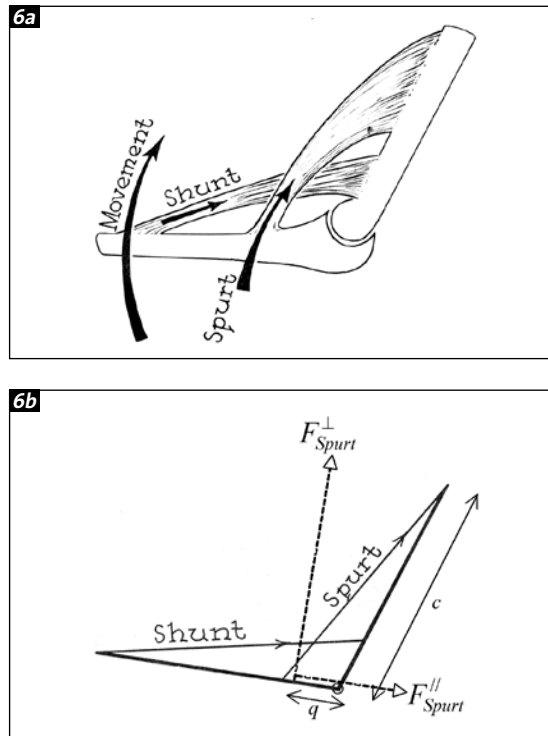 6a
Movement
Shunt
Spurt
6b
F⊥Spurt
Spurt
c
Shunt
q
F//Spurt